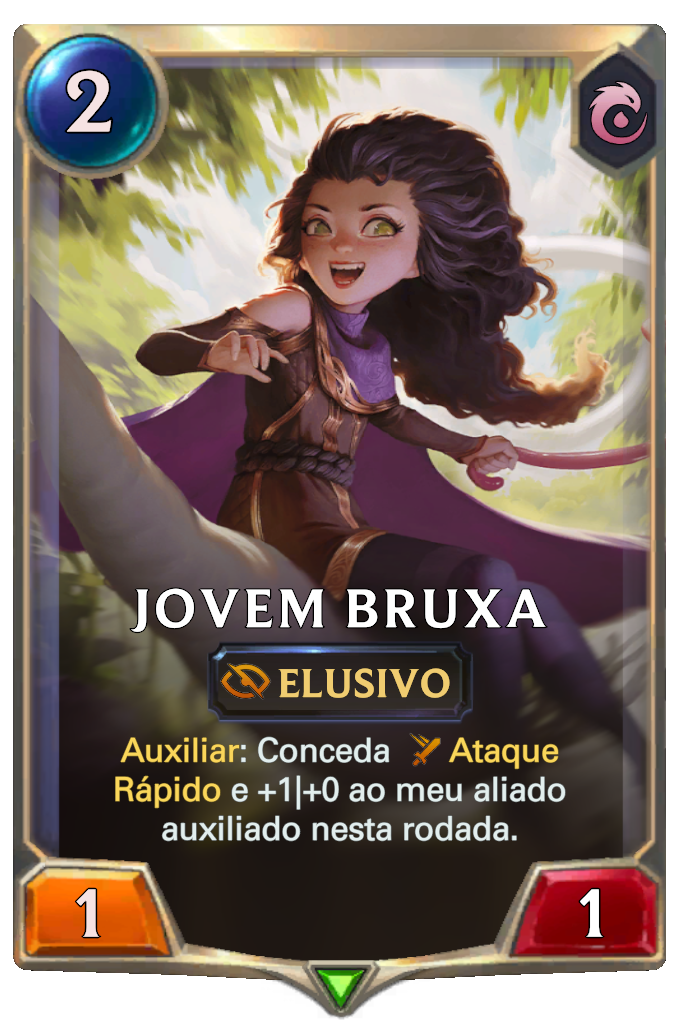 2
JOVEM BRUXA
ELUSIVO
Auxiliar: Conceda Ataque
Rápido e +1|+0 ao meu aliado
auxiliado nesta rodada.
1 1